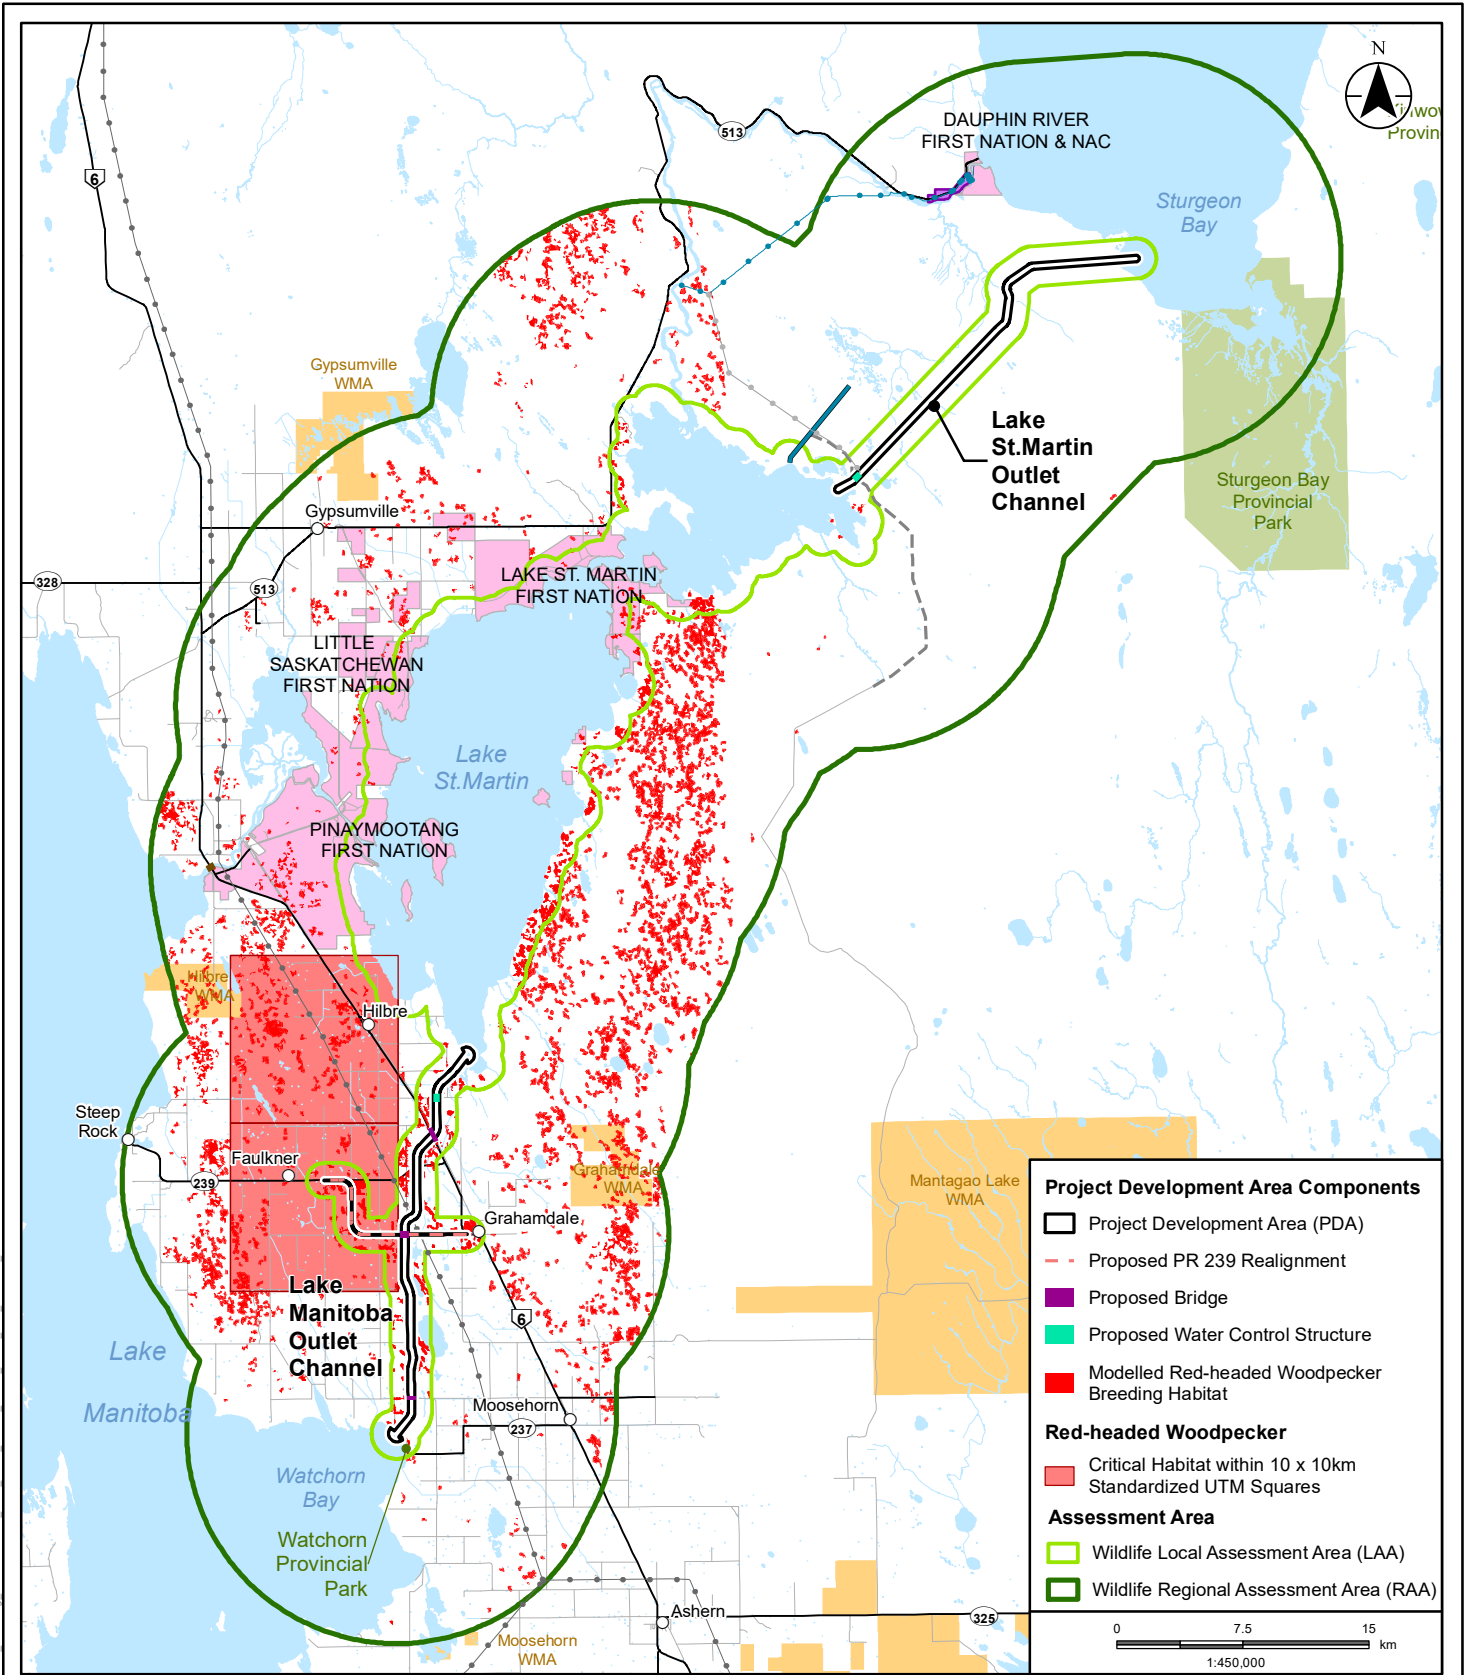 N
Provin
DAUPHIN RIVER
FIRST NATION & NAC
513
6
Sturgeon
Bay
Gypsumville
WMA
Lake
St.Martin
Outlet
Channel
Sturgeon Bay
Provincial
Park
Gypsumville
LAKE ST. MARTIN
FIRST NATION
328
513
LITTLE
SASKATCHEWAN
FIRST NATION
Lake
St.Martin
PINAYMOOTANG
FIRST NATION
Hilbre
WMA
Hilbre
Steep
Rock
Faulkner
239
Grahamdale
WMA
Mantagao Lake
WMA
Grahamdale
Lake
Manitoba
Outlet
Channel
6
Lake
Manitoba
Moosehorn
237
Watchorn
Bay
Watchorn
Provincial
Park
Ashern
325
Moosehorn
WMA
Project Development Area Components
Project Development Area (PDA)
Proposed PR 239 Realignment
Proposed Bridge
Proposed Water Control Structure
Modelled Red-headed Woodpecker
Breeding Habitat
Red-headed Woodpecker
Critical Habitat within 10 x 10km
Standardized UTM Squares
Assessment Area
Wildlife Local Assessment Area (LAA)
Wildlife Regional Assessment Area (RAA)
0 7.5 15
km
1:450,000